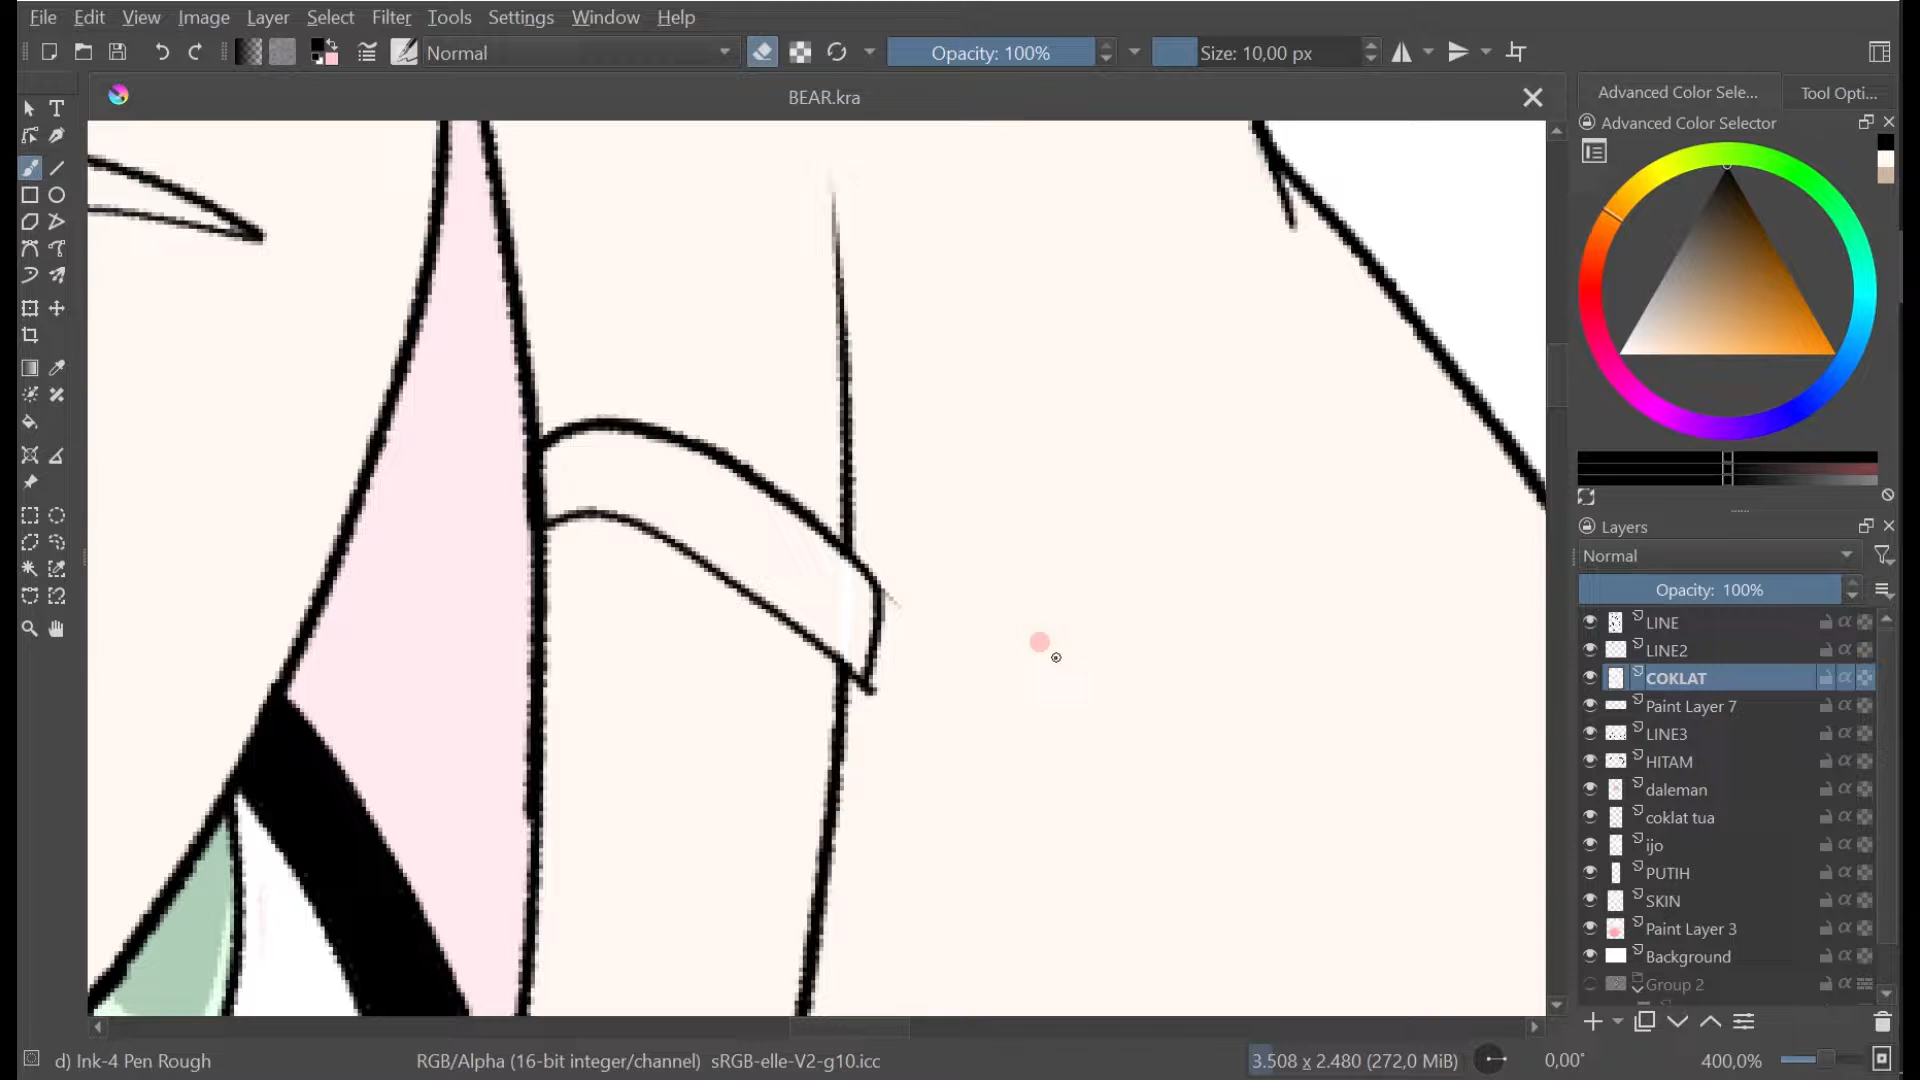 File Edit View Image Layer Select Filter Tools Settings Window Help
Normal Opacity: 100% Size: 10,00 px
BEAR.kra
Advanced Color Sele... Tool Opti...
Advanced Color Selector
Layers
Normal
Opacity: 100%
LINE
LINE2
COKLAT
Paint Layer 7
LINE3
HITAM
daleman
coklat tua
ijo
PUTIH
SKIN
Paint Layer 3
Background
Group 2
d) Ink-4 Pen Rough RGB/Alpha (16-bit integer/channel) sRGB-elle-V2-g10.icc 3.508 x 2.480 (272,0 MiB) 0,00° 400,0%